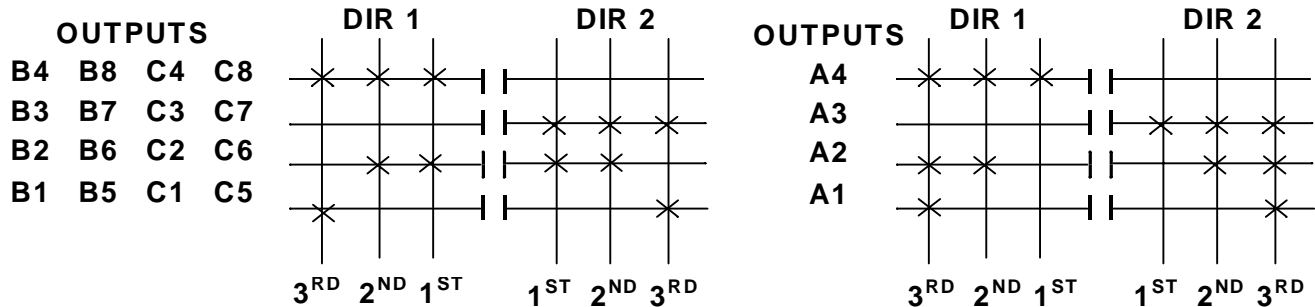 DIR 1 DIR 2
OUTPUTS
B4 B8 C4 C8
B3 B7 C3 C7
B2 B6 C2 C6
B1 B5 C1 C5
3RD 2ND 1ST 1ST 2ND 3RD
DIR 1 DIR 2
OUTPUTS
A4
A3
A2
A1
3RD 2ND 1ST 1ST 2ND 3RD